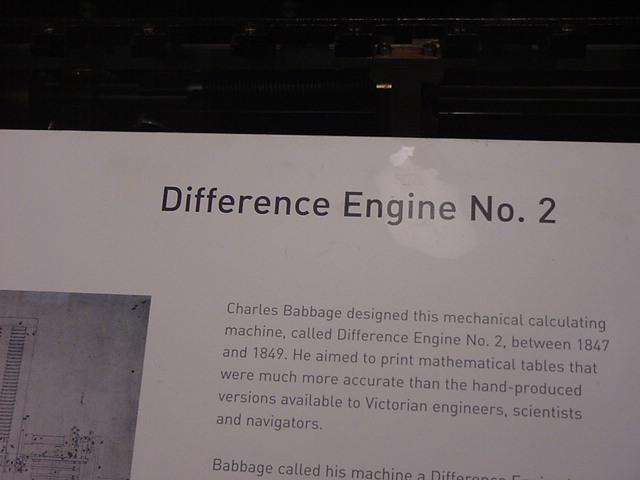 Difference Engine No. 2
Charles Babbage designed this mechanical calculating
machine, called Difference Engine No. 2, between 1847
and 1849. He aimed to print mathematical tables that
were much more accurate than the hand-produced
versions available to Victorian engineers, scientists
and navigators.
Babbage called his machine a Difference Engine